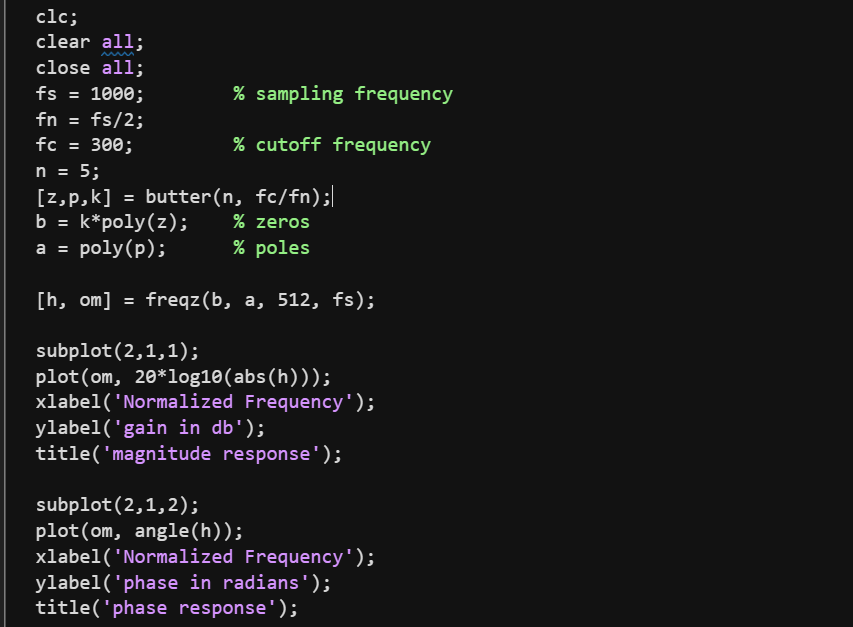 clc;
clear all;
close all;
fs = 1000;        % sampling frequency
fn = fs/2;
fc = 300;         % cutoff frequency
n = 5;
[z,p,k] = butter(n, fc/fn);
b = k*poly(z);    % zeros
a = poly(p);      % poles
[h, om] = freqz(b, a, 512, fs);
subplot(2,1,1);
plot(om, 20*log10(abs(h)));
xlabel('Normalized Frequency');
ylabel('gain in db');
title('magnitude response');
subplot(2,1,2);
plot(om, angle(h));
xlabel('Normalized Frequency');
ylabel('phase in radians');
title('phase response');